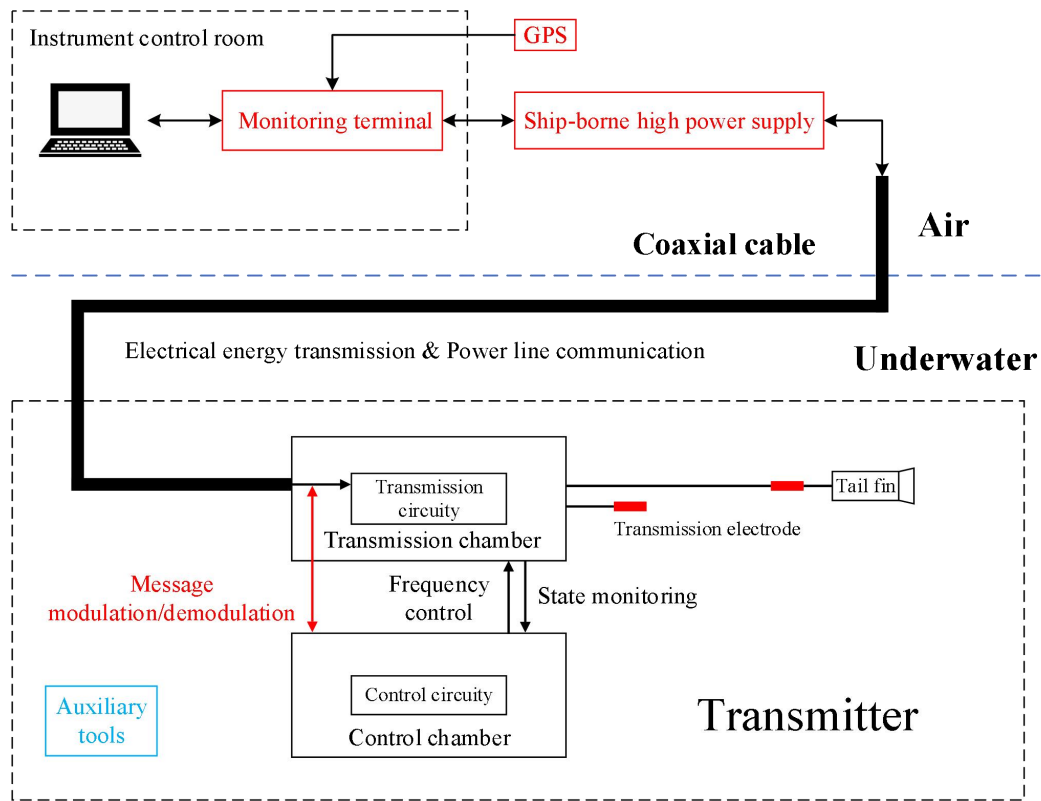 Instrument control room
GPS
Monitoring terminal
Ship-borne high power supply
Air
Coaxial cable
Electrical energy transmission & Power line communication
Underwater
Transmission
circuity
Transmission chamber
Tail fin
Transmission electrode
Message
modulation/demodulation
Frequency
control
State monitoring
Control circuity
Control chamber
Auxiliary
tools
Transmitter